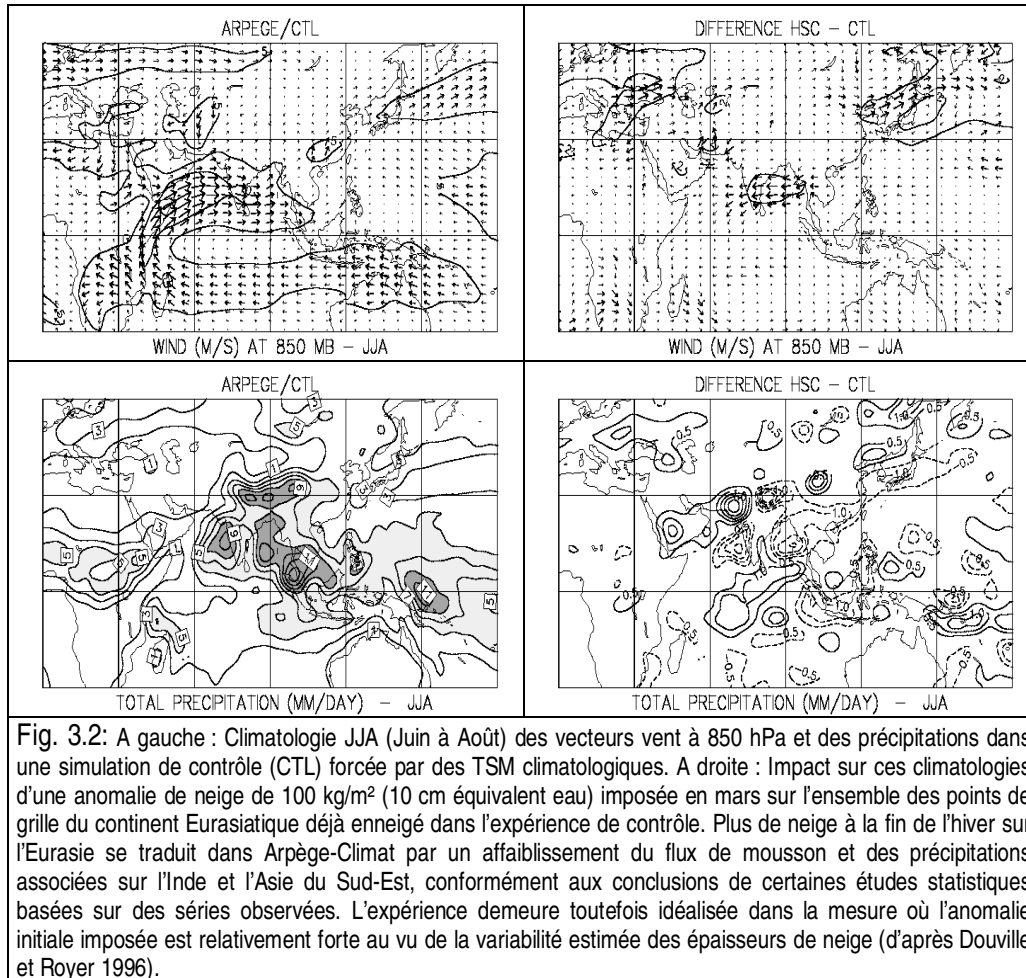 ARPEGE/CTL
WIND (M/S) AT 850 MB – JJA
DIFFERENCE HSC – CTL
WIND (M/S) AT 850 MB – JJA
ARPEGE/CTL
TOTAL PRECIPITATION (MM/DAY) – JJA
DIFFERENCE HSC – CTL
TOTAL PRECIPITATION (MM/DAY) – JJA
Fig. 3.2: A gauche : Climatologie JJA (Juin à Août) des vecteurs vent à 850 hPa et des précipitations dans
une simulation de contrôle (CTL) forcée par des TSM climatologiques. A droite : Impact sur ces climatologies
d'une anomalie de neige de 100 kg/m² (10 cm équivalent eau) imposée en mars sur l'ensemble des points de
grille du continent Eurasiatique déjà enneigé dans l'expérience de contrôle. Plus de neige à la fin de l'hiver sur
l'Eurasie se traduit dans Arpège-Climat par un affaiblissement du flux de mousson et des précipitations
associées sur l'Inde et l'Asie du Sud-Est, conformément aux conclusions de certaines études statistiques
basées sur des séries observées. L'expérience demeure toutefois idéalisée dans la mesure où l'anomalie
initiale imposée est relativement forte au vu de la variabilité estimée des épaisseurs de neige (d'après Douville
et Royer 1996).